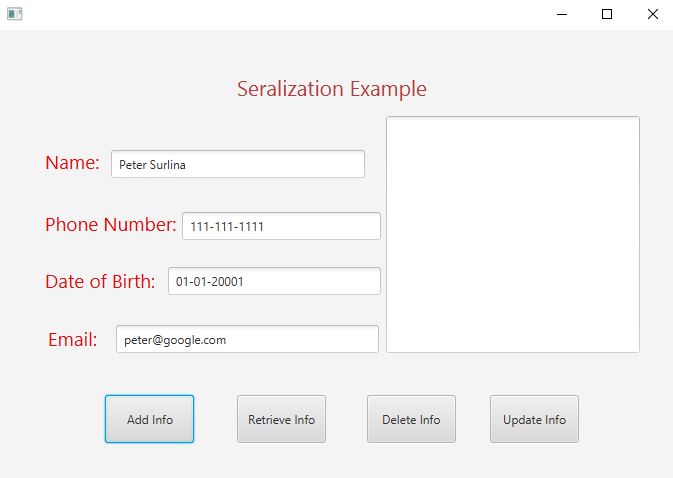 Seralization Example
Name: Peter Surlina
Phone Number: 111-111-1111
Date of Birth: 01-01-20001
Email: peter@google.com
Add Info Retrieve Info Delete Info Update Info